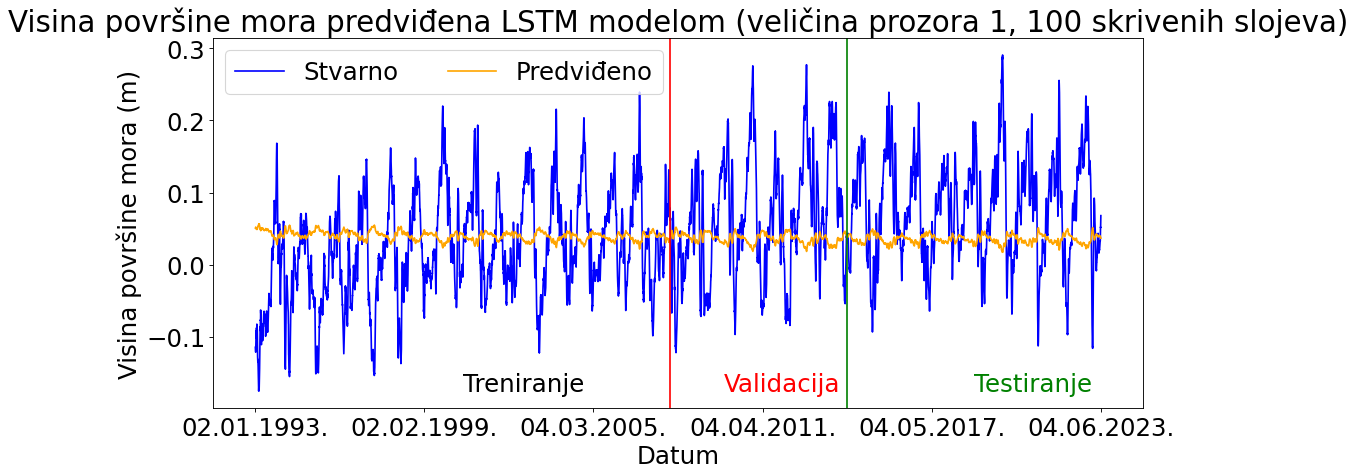 Visina površine mora predviđena LSTM modelom (veličina prozora 1, 100 skrivenih slojeva)
Stvarno
Predviđeno
Visina površine mora (m)
0.3
0.2
0.1
0.0
−0.1
Treniranje
Validacija
Testiranje
02.01.1993.
02.02.1999.
04.03.2005.
04.04.2011.
04.05.2017.
04.06.2023.
Datum